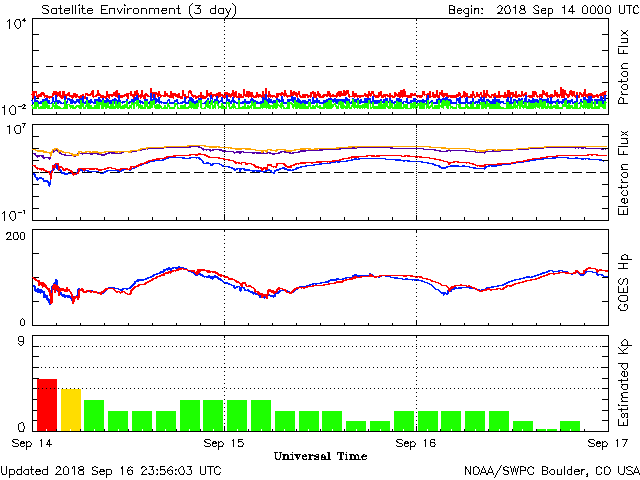 Satellite Environment (3 day) Begin: 2018 Sep 14 0000 UTC
10⁴
10⁻²
Proton Flux
10⁷
10⁻¹
Electron Flux
200
0
GOES Hp
9
0
Estimated Kp
Sep 14 Sep 15 Sep 16 Sep 17
Universal Time
Updated 2018 Sep 16 23:56:03 UTC NOAA/SWPC Boulder, CO USA